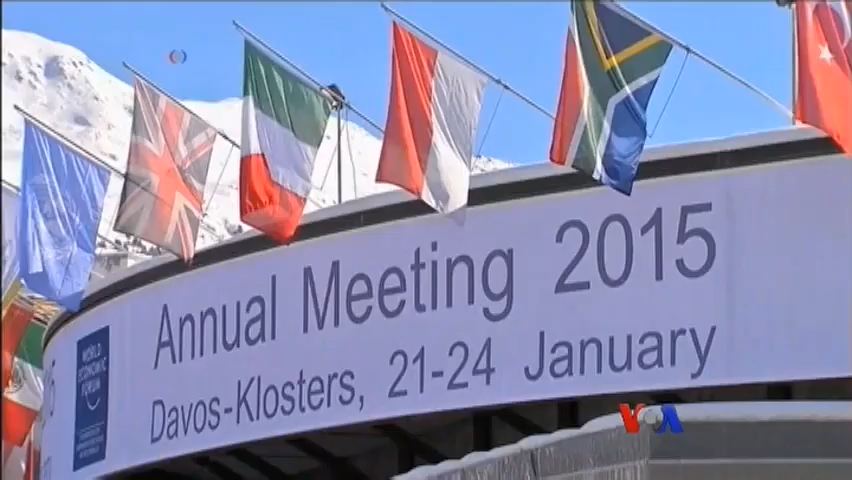 Annual Meeting 2015
Davos-Klosters, 21-24 January
WORLD
ECONOMIC
FORUM
VOA